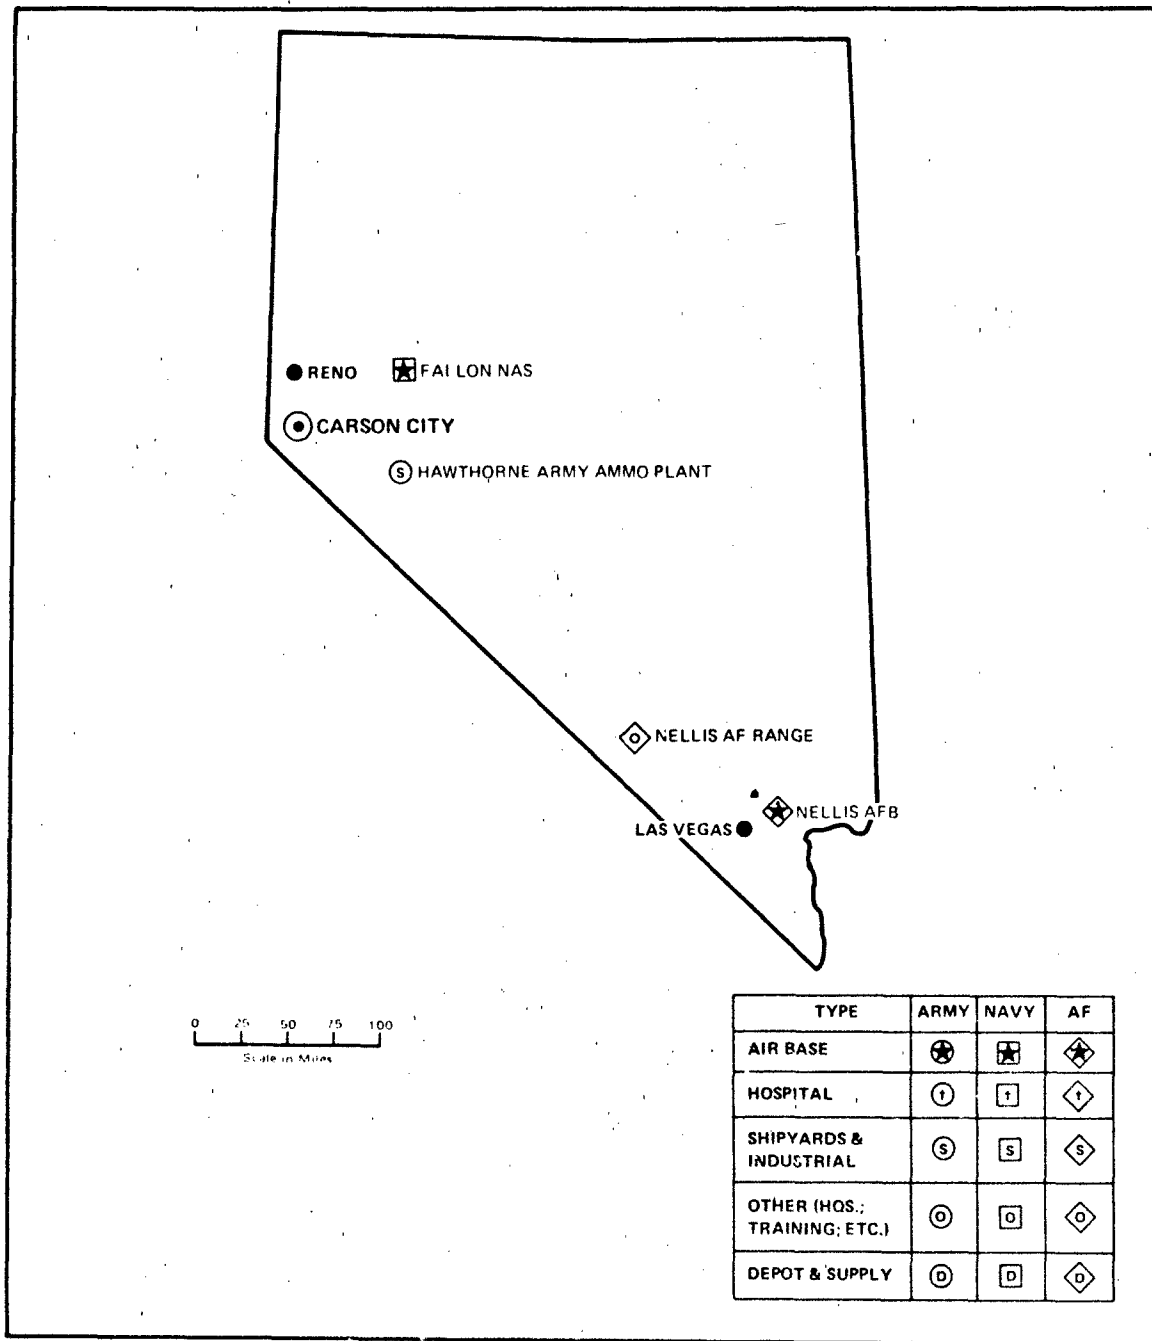 RENO
FALLON NAS
CARSON CITY
S HAWTHORNE ARMY AMMO PLANT
O NELLIS AF RANGE
NELLIS AFB
LAS VEGAS
0 25 50 75 100
Scale in Miles
TYPE ARMY NAVY AF
AIR BASE
HOSPITAL † † †
SHIPYARDS &
INDUSTRIAL S S S
OTHER (HQS.;
TRAINING; ETC.) O O O
DEPOT & SUPPLY D D D